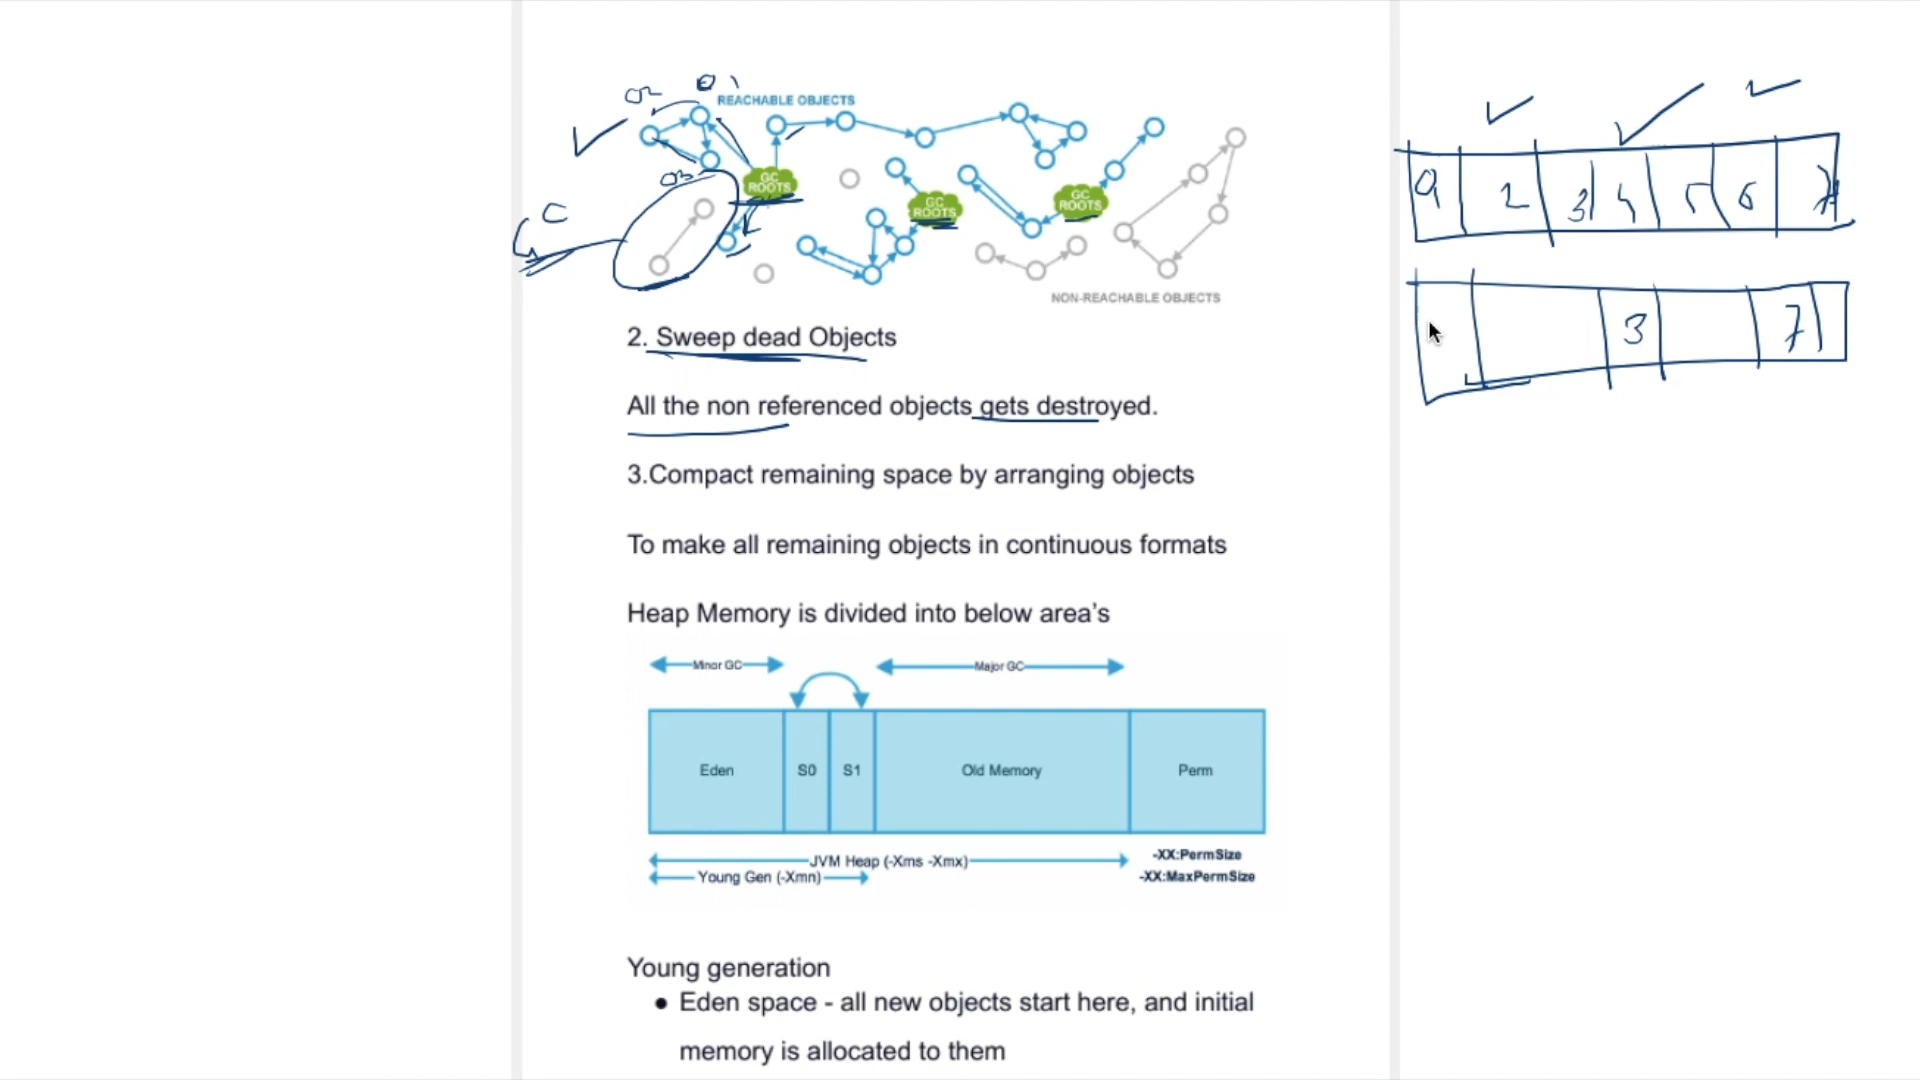 O1
O2
REACHABLE OBJECTS
O3
GC ROOTS
GC ROOTS
GC ROOTS
C
NON-REACHABLE OBJECTS
2. Sweep dead Objects
All the non referenced objects gets destroyed.
3.Compact remaining space by arranging objects
To make all remaining objects in continuous formats
Heap Memory is divided into below area’s
Minor GC Major GC
Eden S0 S1 Old Memory Perm
JVM Heap (-Xms -Xmx) -XX:PermSize
Young Gen (-Xmn) -XX:MaxPermSize
Young generation
● Eden space - all new objects start here, and initial
memory is allocated to them
2 3 4 5 6 7
3 7